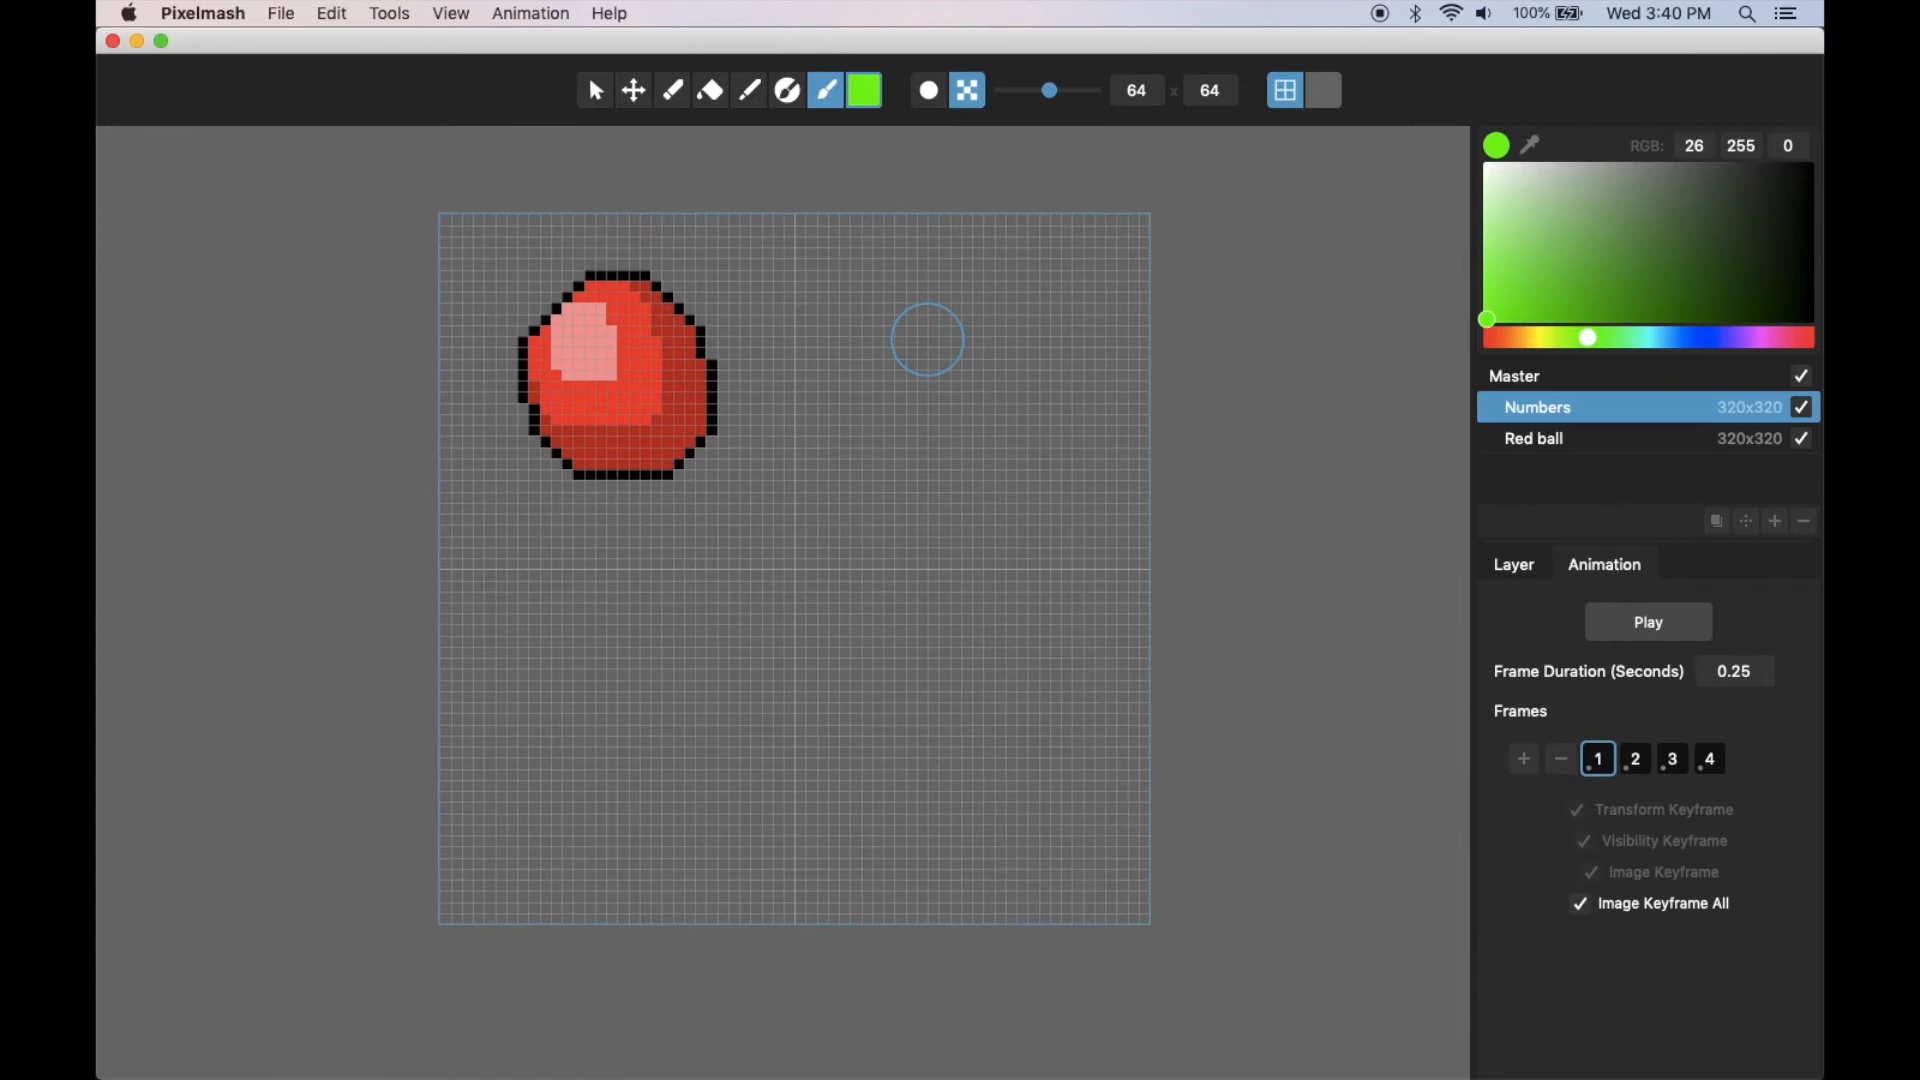 Pixelmash File Edit Tools View Animation Help 100% Wed 3:40 PM
64 x 64
RGB: 26 255 0
Master
Numbers 320x320
Red ball 320x320
Layer Animation
Play
Frame Duration (Seconds) 0.25
Frames
+ − 1 2 3 4
Transform Keyframe
Visibility Keyframe
Image Keyframe
Image Keyframe All